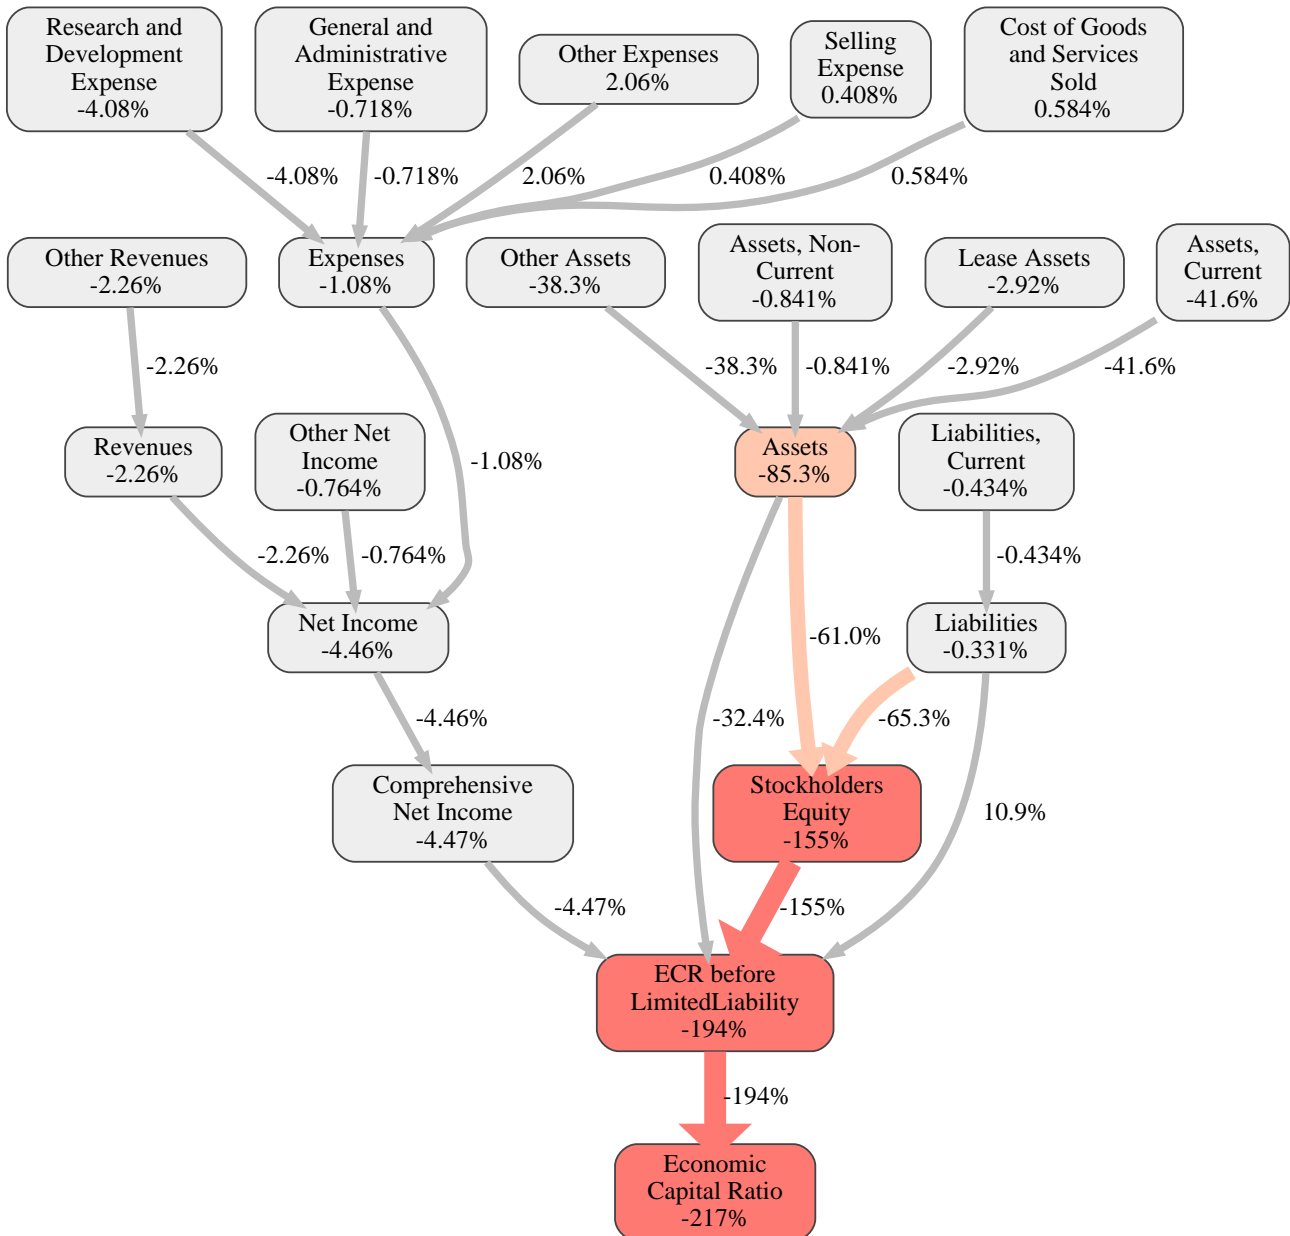 Research and
Development
Expense
-4.08%
General and
Administrative
Expense
-0.718%
Other Expenses
2.06%
Selling
Expense
0.408%
Cost of Goods
and Services
Sold
0.584%
-4.08%
-0.718%
2.06%
0.408%
0.584%
Other Revenues
-2.26%
Expenses
-1.08%
Other Assets
-38.3%
Assets, Non-
Current
-0.841%
Lease Assets
-2.92%
Assets,
Current
-41.6%
-2.26%
-38.3%
-0.841%
-2.92%
-41.6%
Revenues
-2.26%
Other Net
Income
-0.764%
-1.08%
Assets
-85.3%
Liabilities,
Current
-0.434%
-2.26%
-0.764%
-0.434%
Net Income
-4.46%
-61.0%
Liabilities
-0.331%
-4.46%
-32.4%
-65.3%
Comprehensive
Net Income
-4.47%
Stockholders
Equity
-155%
10.9%
-4.47%
-155%
ECR before
LimitedLiability
-194%
-194%
Economic
Capital Ratio
-217%